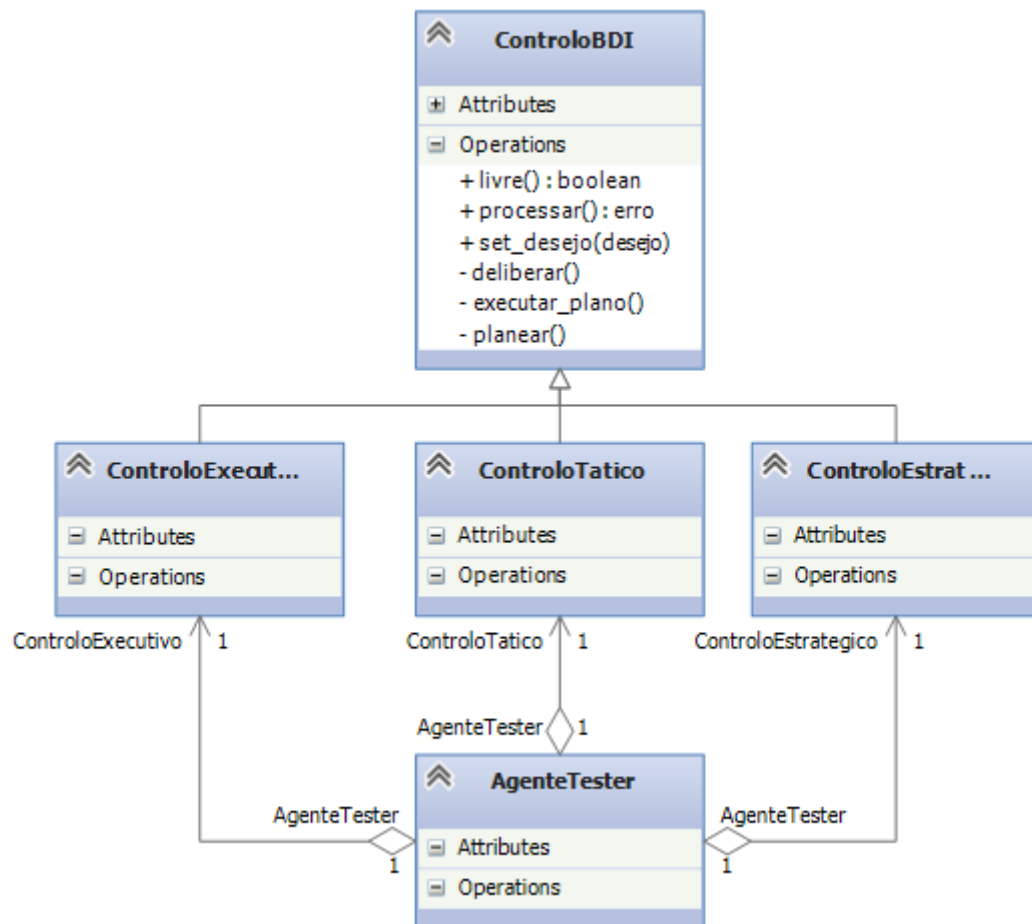 ControloBDI
Attributes
Operations
+ livre() : boolean
+ processar() : erro
+ set_desejo(desejo)
- deliberar()
- executar_plano()
- planear()
ControloExecut...
Attributes
Operations
ControloTatico
Attributes
Operations
ControloEstrat ...
Attributes
Operations
ControloExecutivo 1
ControloTatico 1
ControloEstrategico 1
AgenteTester 1
AgenteTester
1
AgenteTester
1
AgenteTester
Attributes
Operations